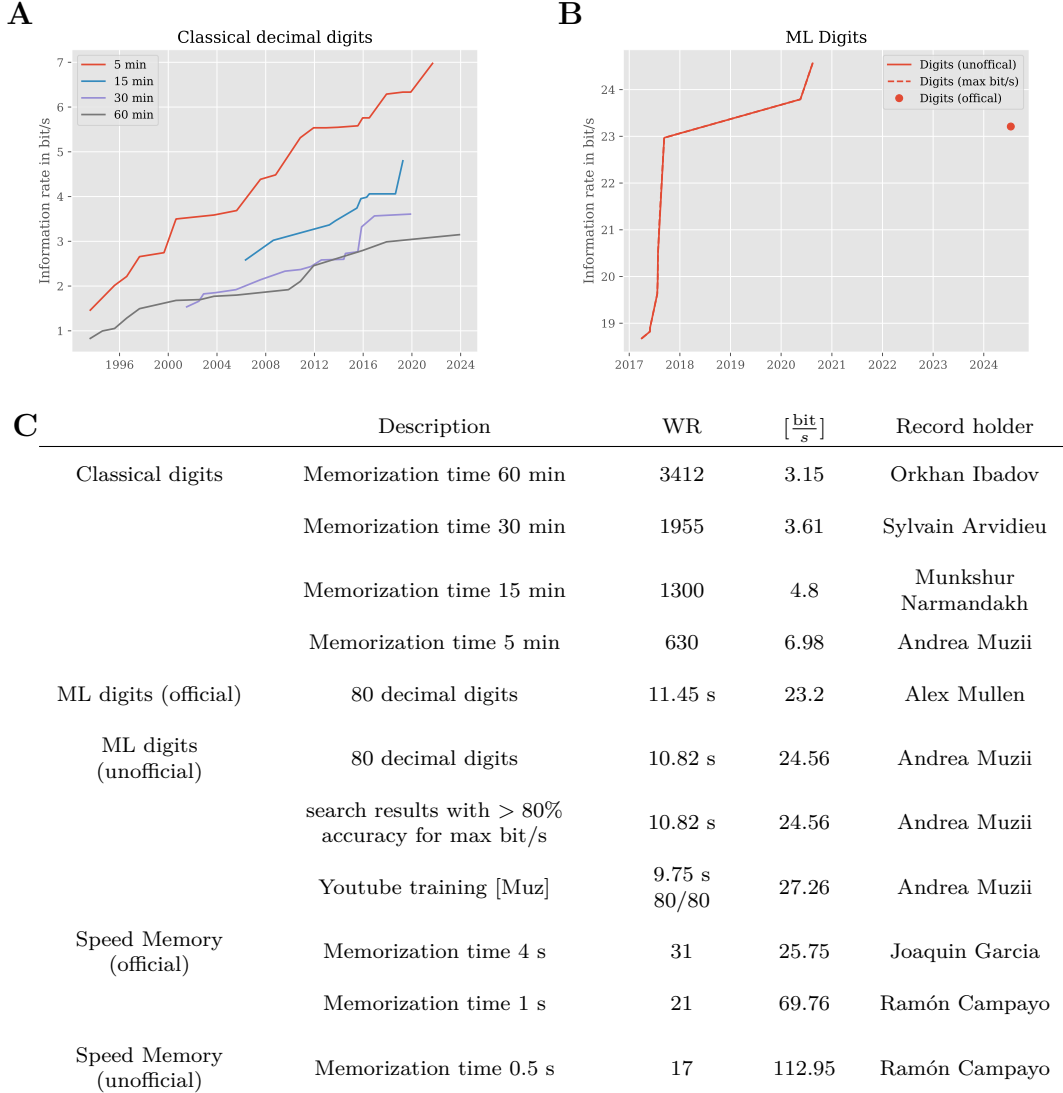 A
B
Classical decimal digits
ML Digits
Information rate in bit/s
7
6
5
4
3
2
1
1996
2000
2004
2008
2012
2016
2020
2024
5 min
15 min
30 min
60 min
Information rate in bit/s
24
23
22
21
20
19
2017
2018
2019
2020
2021
2022
2023
2024
Digits (unoffical)
Digits (max bit/s)
Digits (offical)
C
Description WR [bit/s] Record holder
Classical digits Memorization time 60 min 3412 3.15 Orkhan Ibadov
Memorization time 30 min 1955 3.61 Sylvain Arvidieu
Memorization time 15 min 1300 4.8 Munkshur
Narmandakh
Memorization time 5 min 630 6.98 Andrea Muzii
ML digits (official) 80 decimal digits 11.45 s 23.2 Alex Mullen
ML digits
(unofficial) 80 decimal digits 10.82 s 24.56 Andrea Muzii
search results with > 80%
accuracy for max bit/s 10.82 s 24.56 Andrea Muzii
Youtube training [Muz] 9.75 s
80/80 27.26 Andrea Muzii
Speed Memory
(official) Memorization time 4 s 31 25.75 Joaquin Garcia
Memorization time 1 s 21 69.76 Ramón Campayo
Speed Memory
(unofficial) Memorization time 0.5 s 17 112.95 Ramón Campayo